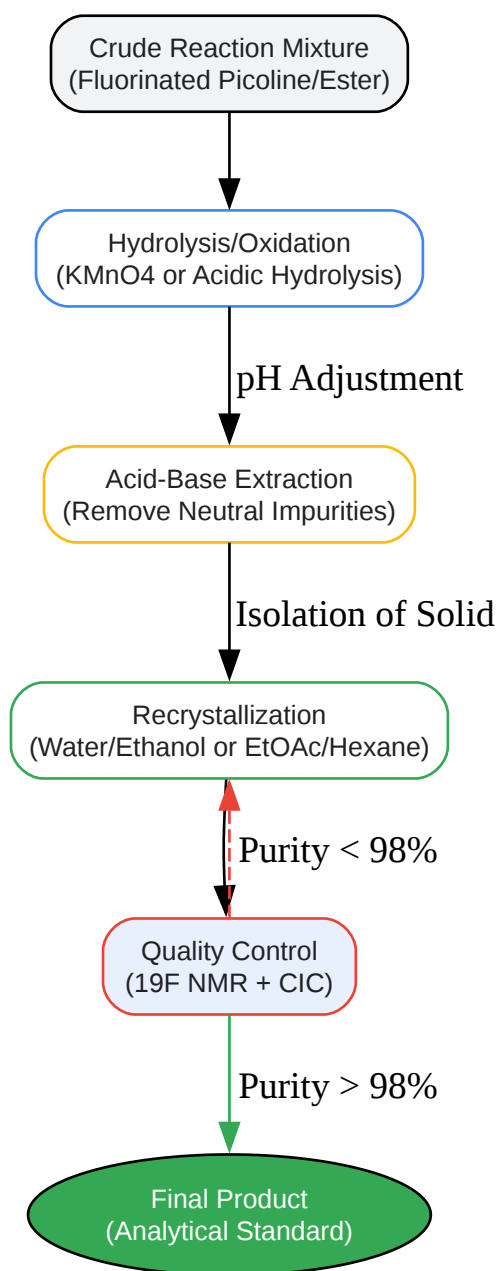 Crude Reaction Mixture
(Fluorinated Picoline/Ester)
Hydrolysis/Oxidation
(KMnO4 or Acidic Hydrolysis)
pH Adjustment
Acid-Base Extraction
(Remove Neutral Impurities)
Isolation of Solid
Recrystallization
(Water/Ethanol or EtOAc/Hexane)
Purity < 98%
Quality Control
(19F NMR + CIC)
Purity > 98%
Final Product
(Analytical Standard)